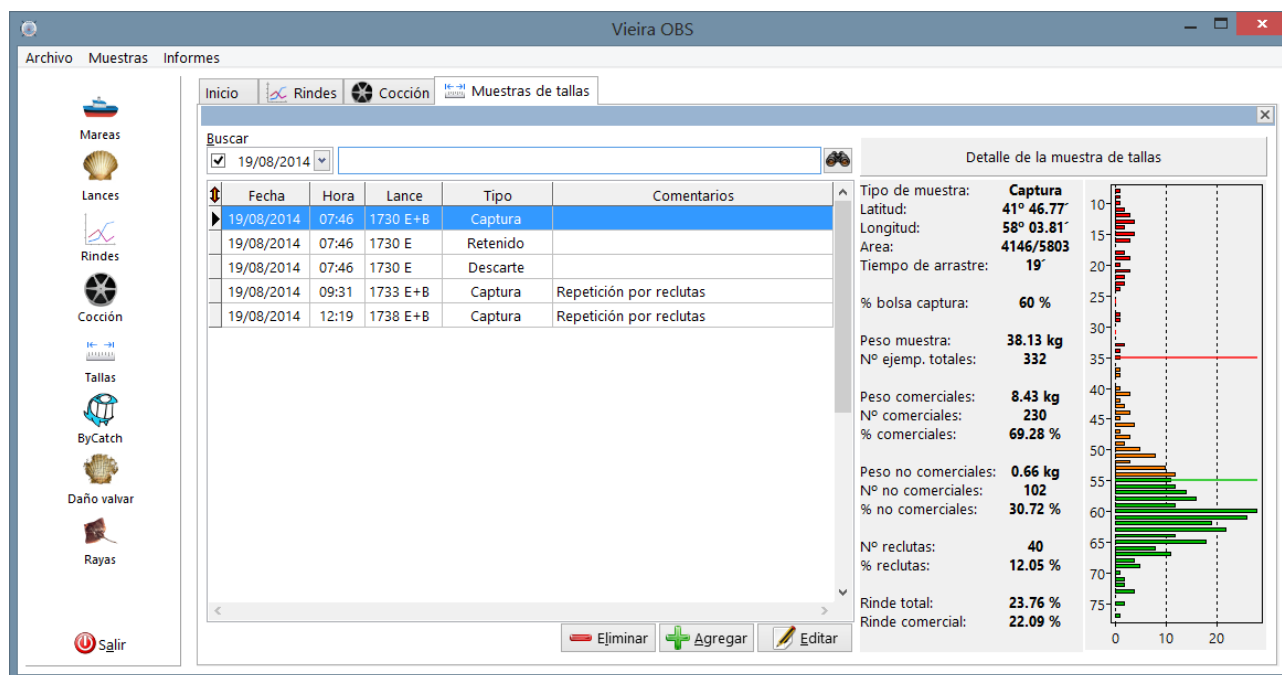 Vieira OBS
Archivo Muestras Informes
Mareas
Lances
Rindes
Cocción
Tallas
ByCatch
Daño valvar
Rayas
Salir
Inicio Rindes Cocción Muestras de tallas
Buscar
19/08/2014
Fecha Hora Lance Tipo Comentarios
19/08/2014 07:46 1730 E+B Captura
19/08/2014 07:46 1730 E Retenido
19/08/2014 07:46 1730 E Descarte
19/08/2014 09:31 1733 E+B Captura Repetición por reclutas
19/08/2014 12:19 1738 E+B Captura Repetición por reclutas
Eliminar Agregar Editar
Detalle de la muestra de tallas
Tipo de muestra: Captura
Latitud: 41º 46.77´
Longitud: 58º 03.81´
Area: 4146/5803
Tiempo de arrastre: 19´
% bolsa captura: 60 %
Peso muestra: 38.13 kg
Nº ejemp. totales: 332
Peso comerciales: 8.43 kg
Nº comerciales: 230
% comerciales: 69.28 %
Peso no comerciales: 0.66 kg
Nº no comerciales: 102
% no comerciales: 30.72 %
Nº reclutas: 40
% reclutas: 12.05 %
Rinde total: 23.76 %
Rinde comercial: 22.09 %
10
15
20
25
30
35
40
45
50
55
60
65
70
75
0 10 20